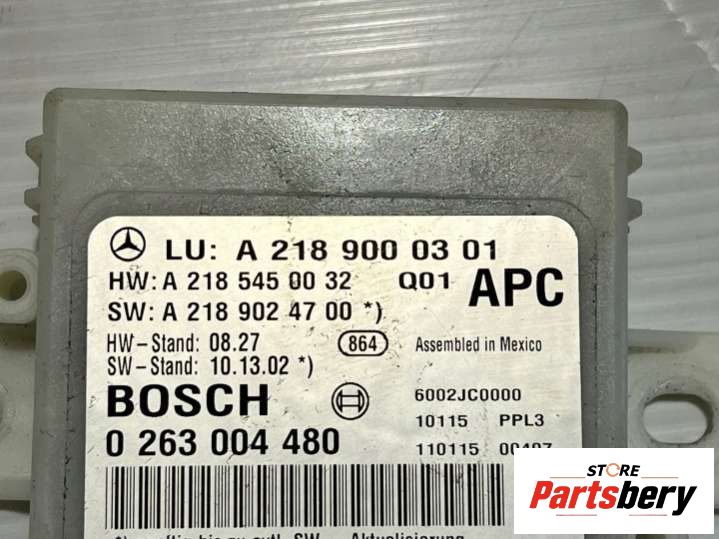 LU: A 218 900 03 01
HW: A 218 545 00 32 Q01 APC
SW: A 218 902 47 00 *)
HW-Stand: 08.27 864 Assembled in Mexico
SW-Stand: 10.13.02 *)
BOSCH 6002JC0000
0 263 004 480 10115 PPL3
110115
*) SW-
STORE
Partsbery